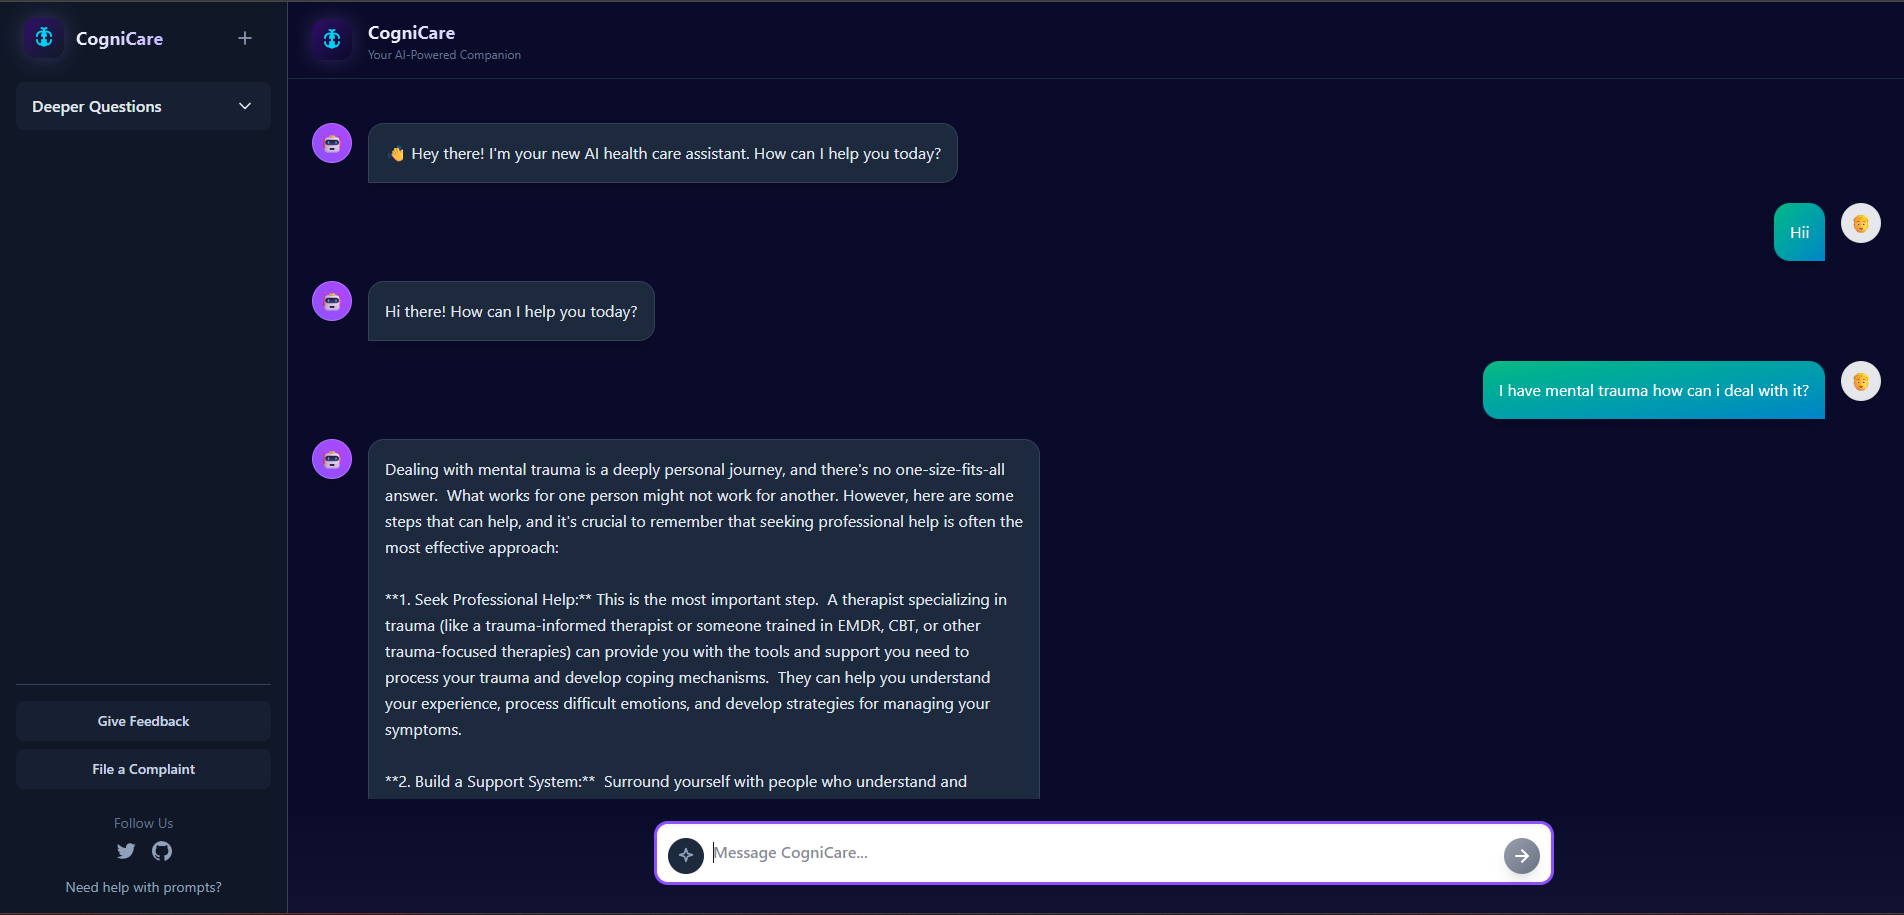 CogniCare
Deeper Questions
Give Feedback
File a Complaint
Follow Us
Need help with prompts?
CogniCare
Your AI-Powered Companion
👋 Hey there! I'm your new AI health care assistant. How can I help you today?
Hii
Hi there! How can I help you today?
I have mental trauma how can i deal with it?
Dealing with mental trauma is a deeply personal journey, and there's no one-size-fits-all
answer.  What works for one person might not work for another. However, here are some
steps that can help, and it's crucial to remember that seeking professional help is often the
most effective approach:
**1. Seek Professional Help:** This is the most important step.  A therapist specializing in
trauma (like a trauma-informed therapist or someone trained in EMDR, CBT, or other
trauma-focused therapies) can provide you with the tools and support you need to
process your trauma and develop coping mechanisms.  They can help you understand
your experience, process difficult emotions, and develop strategies for managing your
symptoms.
**2. Build a Support System:**  Surround yourself with people who understand and
Message CogniCare...